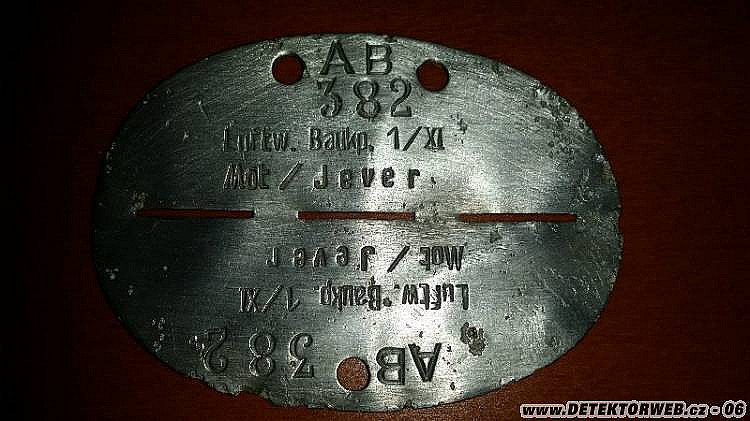 AB
382
Luftw. Baukp. 1/XI
Mot/Jever
Mot/Jever
Luftw. Baukp. 1/XI
AB 382
www.DETEKTORWEB.cz - 06